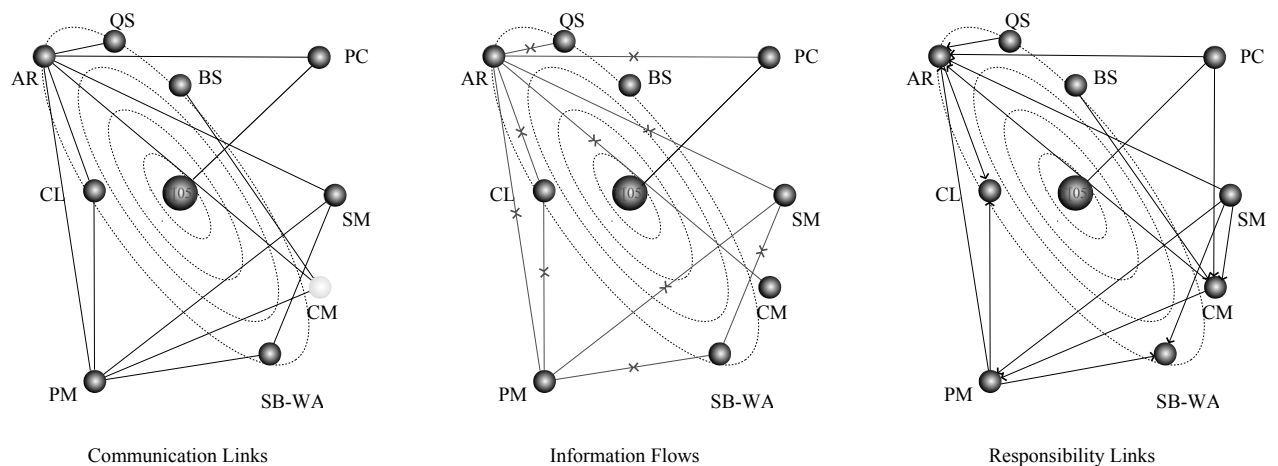 QS
PC
AR
BS
CL
105
SM
CM
PM
SB-WA
Communication Links
QS
PC
AR
BS
CL
105
SM
CM
PM
SB-WA
Information Flows
QS
PC
AR
BS
CL
105
SM
CM
PM
SB-WA
Responsibility Links